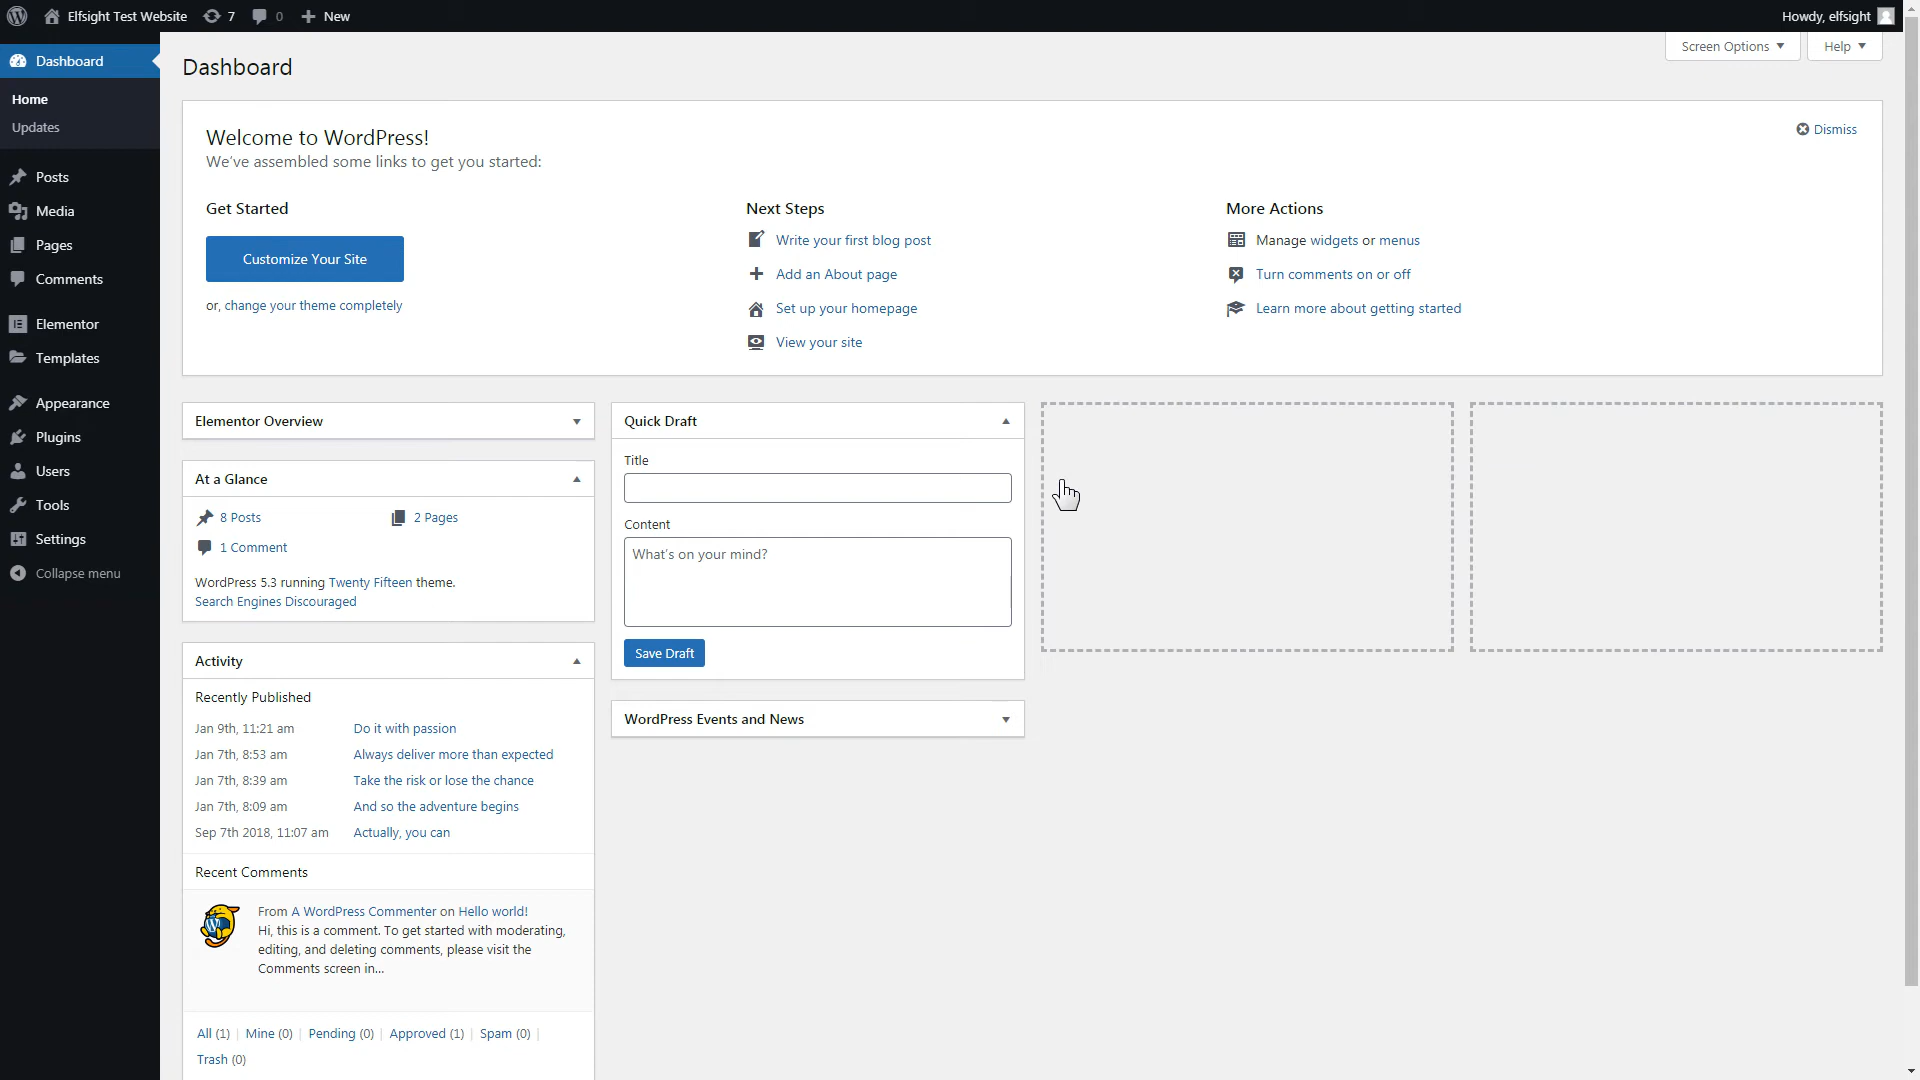 Elfsight Test Website 7 0 New Howdy, elfsight
Screen Options Help
Dashboard
Home
Updates
Posts
Media
Pages
Comments
Elementor
Templates
Appearance
Plugins
Users
Tools
Settings
Collapse menu
Dashboard
Welcome to WordPress!
We've assembled some links to get you started:
Dismiss
Get Started
Customize Your Site
or, change your theme completely
Next Steps
Write your first blog post
Add an About page
Set up your homepage
View your site
More Actions
Manage widgets or menus
Turn comments on or off
Learn more about getting started
Elementor Overview
At a Glance
8 Posts 2 Pages
1 Comment
WordPress 5.3 running Twenty Fifteen theme.
Search Engines Discouraged
Activity
Recently Published
Jan 9th, 11:21 am Do it with passion
Jan 7th, 8:53 am Always deliver more than expected
Jan 7th, 8:39 am Take the risk or lose the chance
Jan 7th, 8:09 am And so the adventure begins
Sep 7th 2018, 11:07 am Actually, you can
Recent Comments
From A WordPress Commenter on Hello world!
Hi, this is a comment. To get started with moderating,
editing, and deleting comments, please visit the
Comments screen in...
All (1) | Mine (0) | Pending (0) | Approved (1) | Spam (0) |
Trash (0)
Quick Draft
Title
Content
What's on your mind?
Save Draft
WordPress Events and News